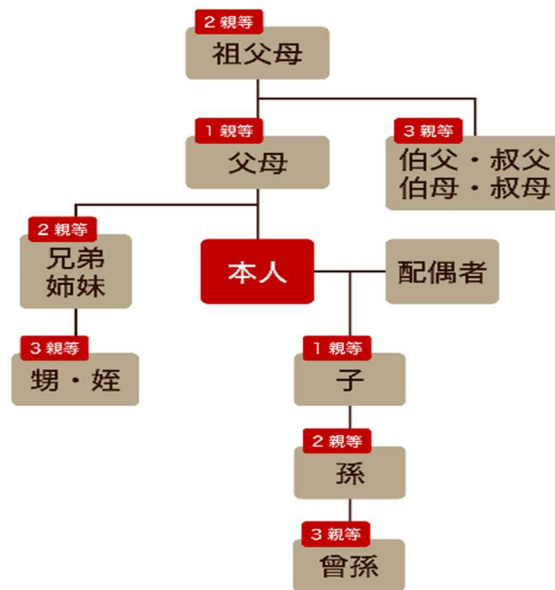 2親等
祖父母
1親等
父母
3親等
伯父・叔父
伯母・叔母
2親等
兄弟
姉妹
本人
配偶者
3親等
甥・姪
1親等
子
2親等
孫
3親等
曾孫